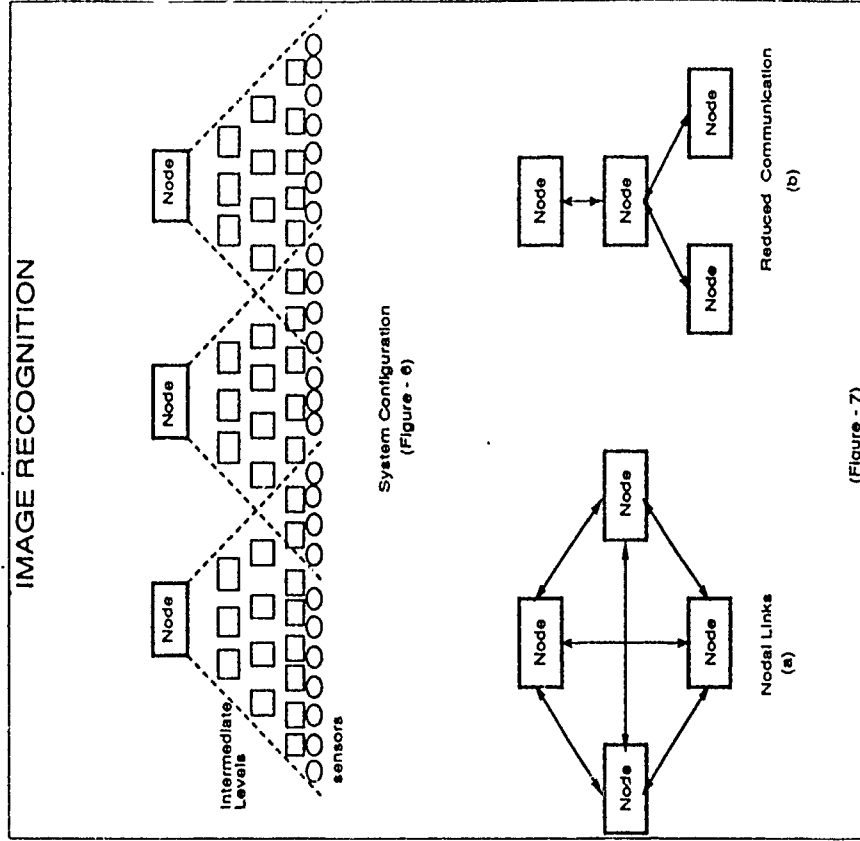 IMAGE RECOGNITION
Node
Node
Node
Intermediate
Levels
sensors
System Configuration
(Figure - 6)
Node
Node
Node
Node
Nodal Links
(a)
Node
Node
Node
Node
Reduced Communication
(b)
(Figure - 7)